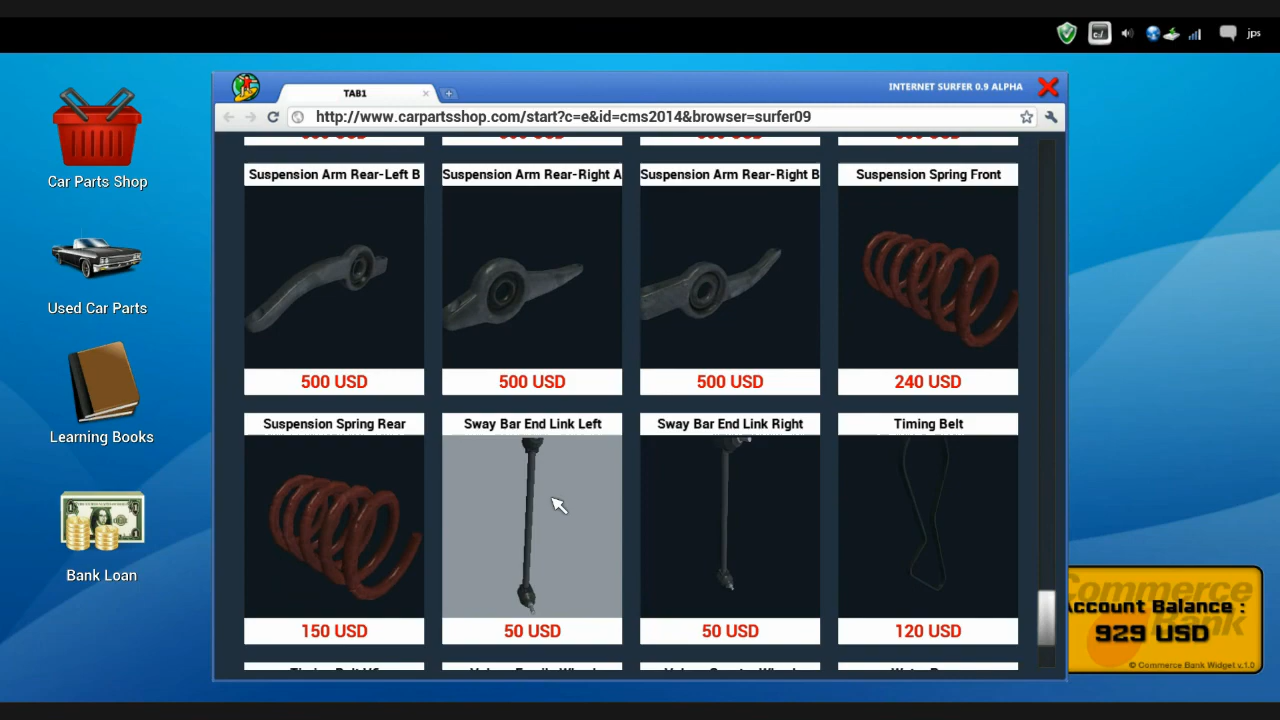 jps
TAB1
INTERNET SURFER 0.9 ALPHA
http://www.carpartsshop.com/start?c=e&id=cms2014&browser=surfer09
Car Parts Shop
Used Car Parts
Learning Books
Bank Loan
Suspension Arm Rear-Left B
Suspension Arm Rear-Right A
Suspension Arm Rear-Right B
Suspension Spring Front
500 USD
500 USD
500 USD
240 USD
Suspension Spring Rear
Sway Bar End Link Left
Sway Bar End Link Right
Timing Belt
150 USD
50 USD
50 USD
120 USD
Commerce
Bank
Account Balance :
929 USD
© Commerce Bank Widget v.1.0